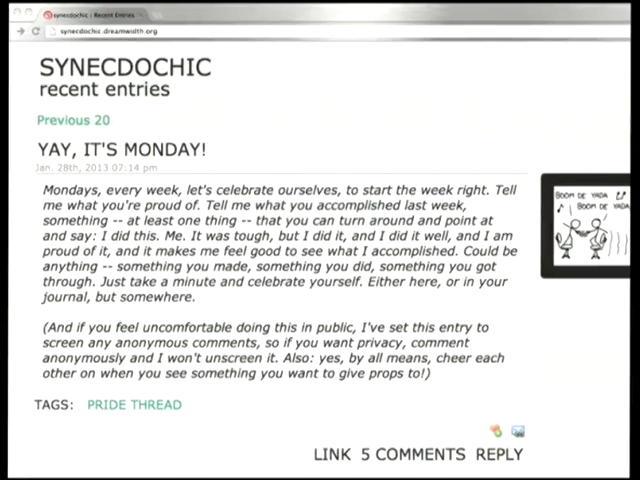 synecdochic | Recent Entries
synecdochic.dreamwidth.org
SYNECDOCHIC
recent entries
Previous 20
YAY, IT'S MONDAY!
Jan. 28th, 2013 07:14 pm
Mondays, every week, let's celebrate ourselves, to start the week right. Tell
me what you're proud of. Tell me what you accomplished last week,
something -- at least one thing -- that you can turn around and point at
and say: I did this. Me. It was tough, but I did it, and I did it well, and I am
proud of it, and it makes me feel good to see what I accomplished. Could be
anything -- something you made, something you did, something you got
through. Just take a minute and celebrate yourself. Either here, or in your
journal, but somewhere.
(And if you feel uncomfortable doing this in public, I've set this entry to
screen any anonymous comments, so if you want privacy, comment
anonymously and I won't unscreen it. Also: yes, by all means, cheer each
other on when you see something you want to give props to!)
TAGS: PRIDE THREAD
LINK 5 COMMENTS REPLY
BOOM DE YADA
BOOM DE YADA